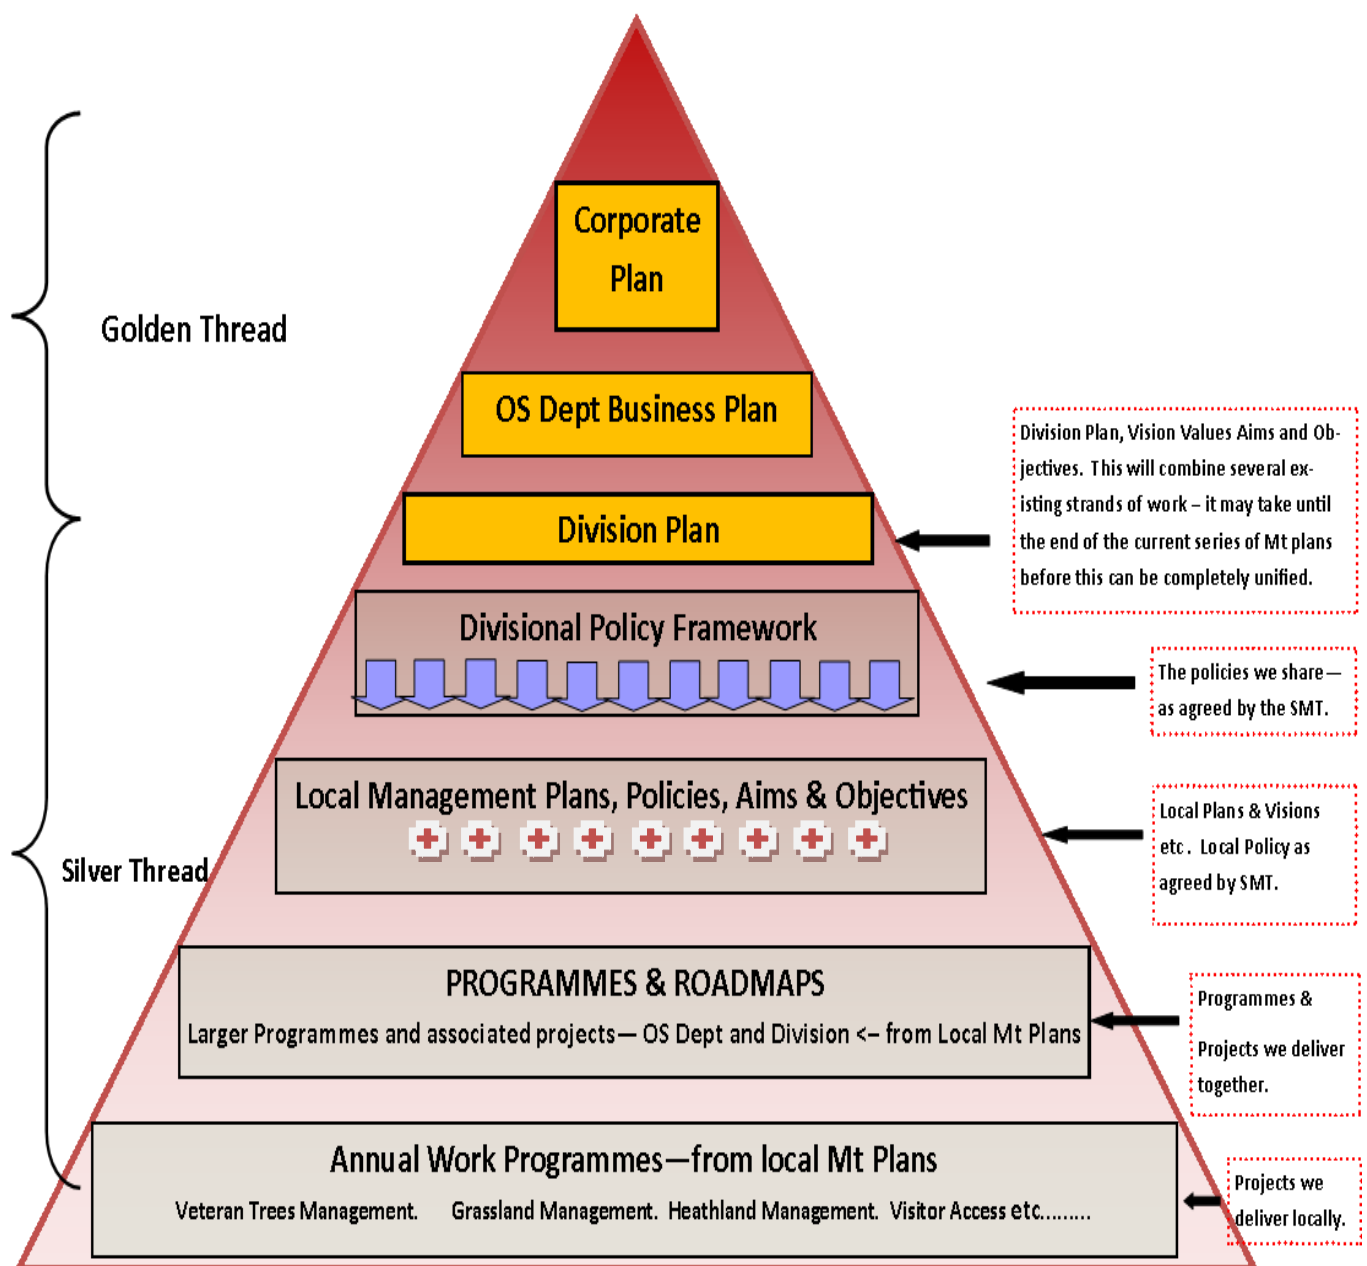 Corporate
Plan
Golden Thread
OS Dept Business Plan
Division Plan
Division Plan, Vision Values Aims and Ob-
jectives. This will combine several ex-
isting strands of work – it may take until
the end of the current series of Mt plans
before this can be completely unified.
Divisional Policy Framework
The policies we share—
as agreed by the SMT.
Local Management Plans, Policies, Aims & Objectives
Local Plans & Visions
etc . Local Policy as
agreed by SMT.
Silver Thread
PROGRAMMES & ROADMAPS
Larger Programmes and associated projects— OS Dept and Division <– from Local Mt Plans
Programmes &
Projects we deliver
together.
Annual Work Programmes—from local Mt Plans
Veteran Trees Management. Grassland Management. Heathland Management. Visitor Access etc.........
Projects we
deliver locally.